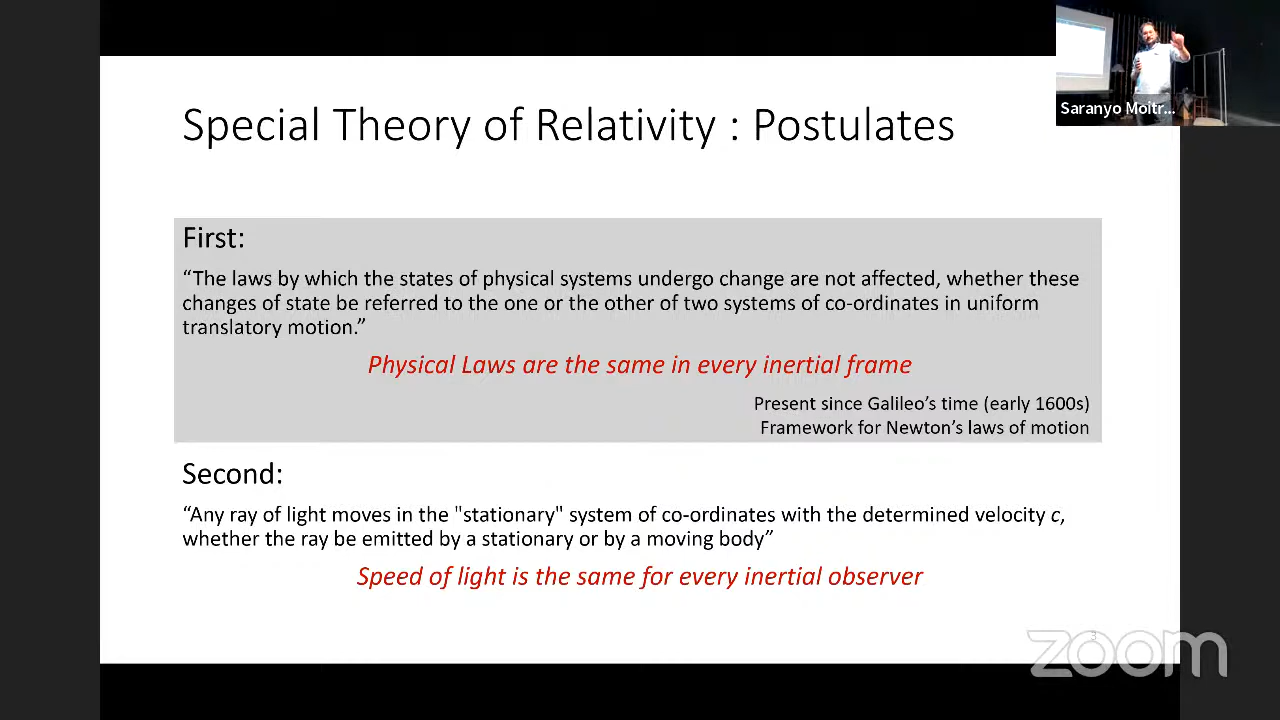 Special Theory of Relativity : Postulates
Saranyo Moitr...
First:
“The laws by which the states of physical systems undergo change are not affected, whether these
changes of state be referred to the one or the other of two systems of co-ordinates in uniform
translatory motion.”
Physical Laws are the same in every inertial frame
Present since Galileo’s time (early 1600s)
Framework for Newton’s laws of motion
Second:
“Any ray of light moves in the "stationary" system of co-ordinates with the determined velocity c,
whether the ray be emitted by a stationary or by a moving body”
Speed of light is the same for every inertial observer
3
zoom